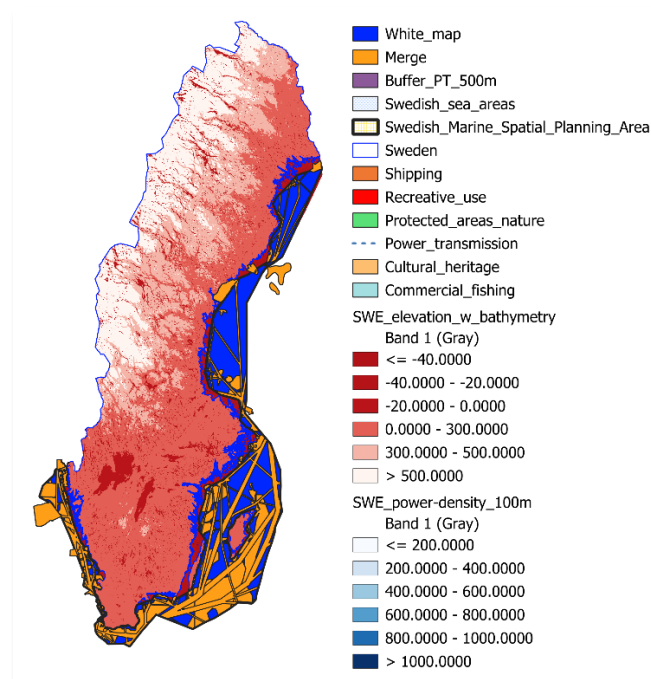 White_map
Merge
Buffer_PT_500m
Swedish_sea_areas
Swedish_Marine_Spatial_Planning_Area
Sweden
Shipping
Recreative_use
Protected_areas_nature
Power_transmission
Cultural_heritage
Commercial_fishing
SWE_elevation_w_bathymetry
Band 1 (Gray)
<= -40.0000
-40.0000 - -20.0000
-20.0000 - 0.0000
0.0000 - 300.0000
300.0000 - 500.0000
> 500.0000
SWE_power-density_100m
Band 1 (Gray)
<= 200.0000
200.0000 - 400.0000
400.0000 - 600.0000
600.0000 - 800.0000
800.0000 - 1000.0000
> 1000.0000